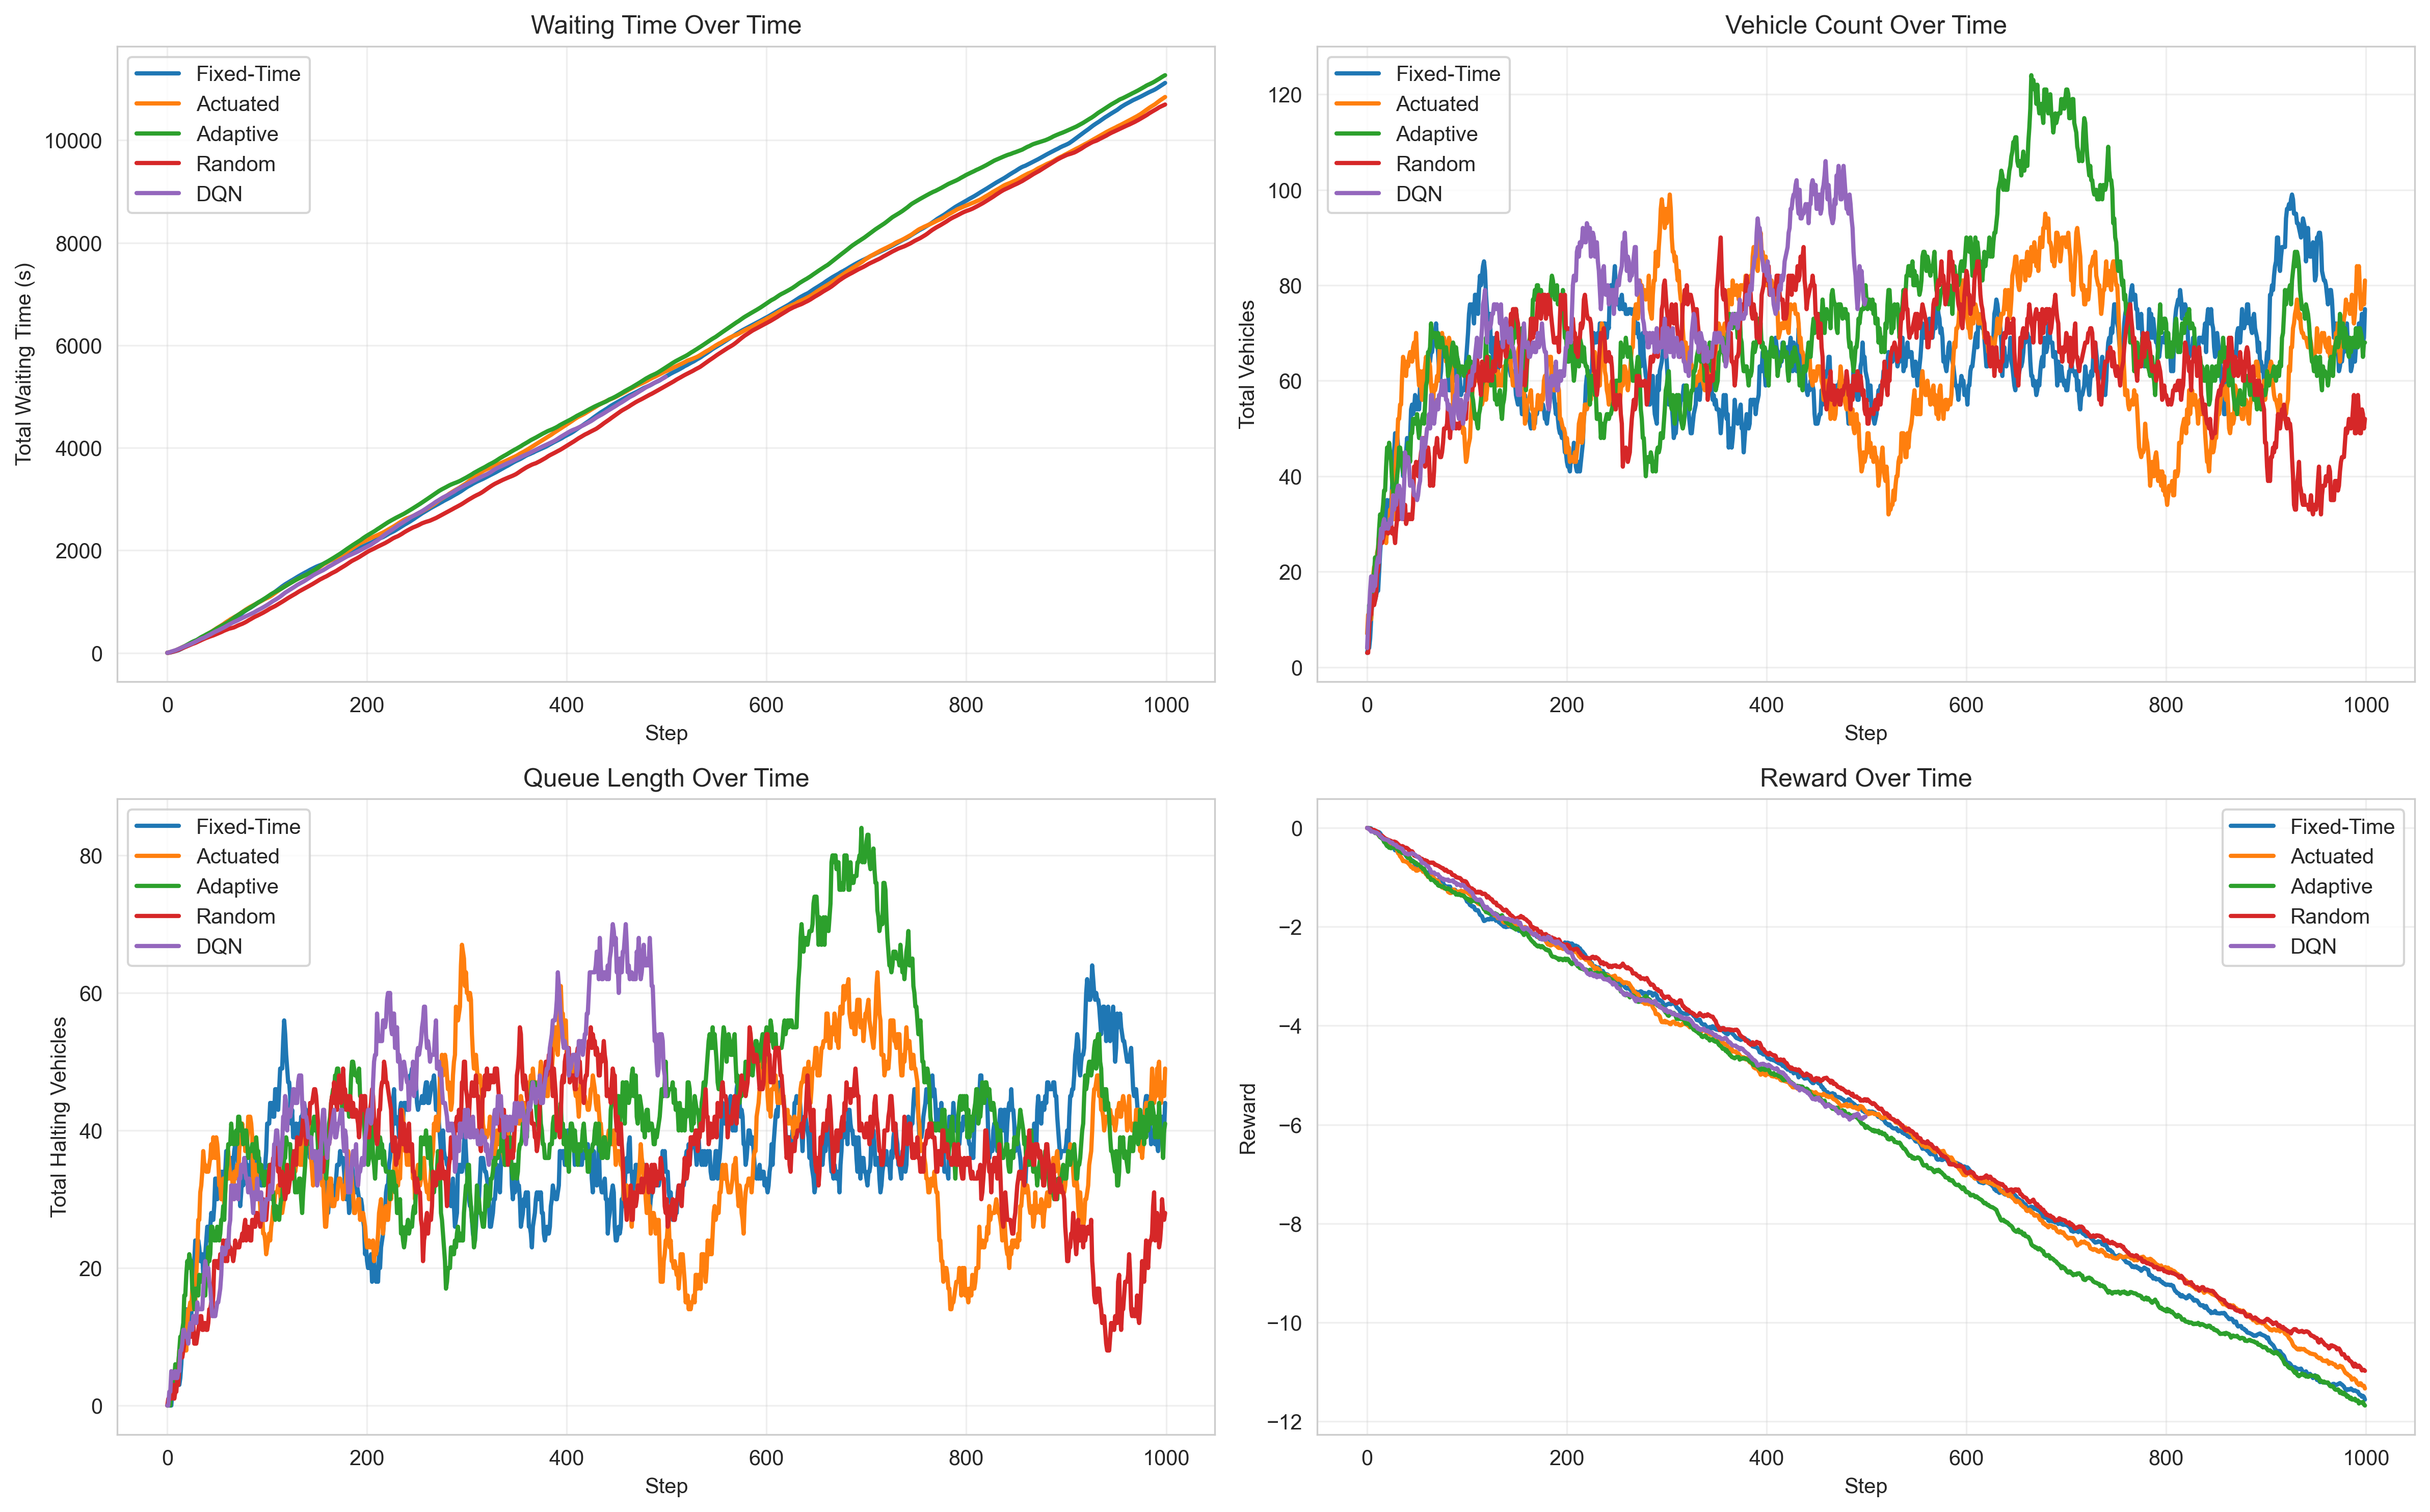 Waiting Time Over Time
Fixed-Time
Actuated
Adaptive
Random
DQN
Total Waiting Time (s)
10000
8000
6000
4000
2000
0
0 200 400 600 800 1000
Step
Vehicle Count Over Time
Fixed-Time
Actuated
Adaptive
Random
DQN
Total Vehicles
120
100
80
60
40
20
0
0 200 400 600 800 1000
Step
Queue Length Over Time
Fixed-Time
Actuated
Adaptive
Random
DQN
Total Halting Vehicles
80
60
40
20
0
0 200 400 600 800 1000
Step
Reward Over Time
Fixed-Time
Actuated
Adaptive
Random
DQN
Reward
0
−2
−4
−6
−8
−10
−12
0 200 400 600 800 1000
Step